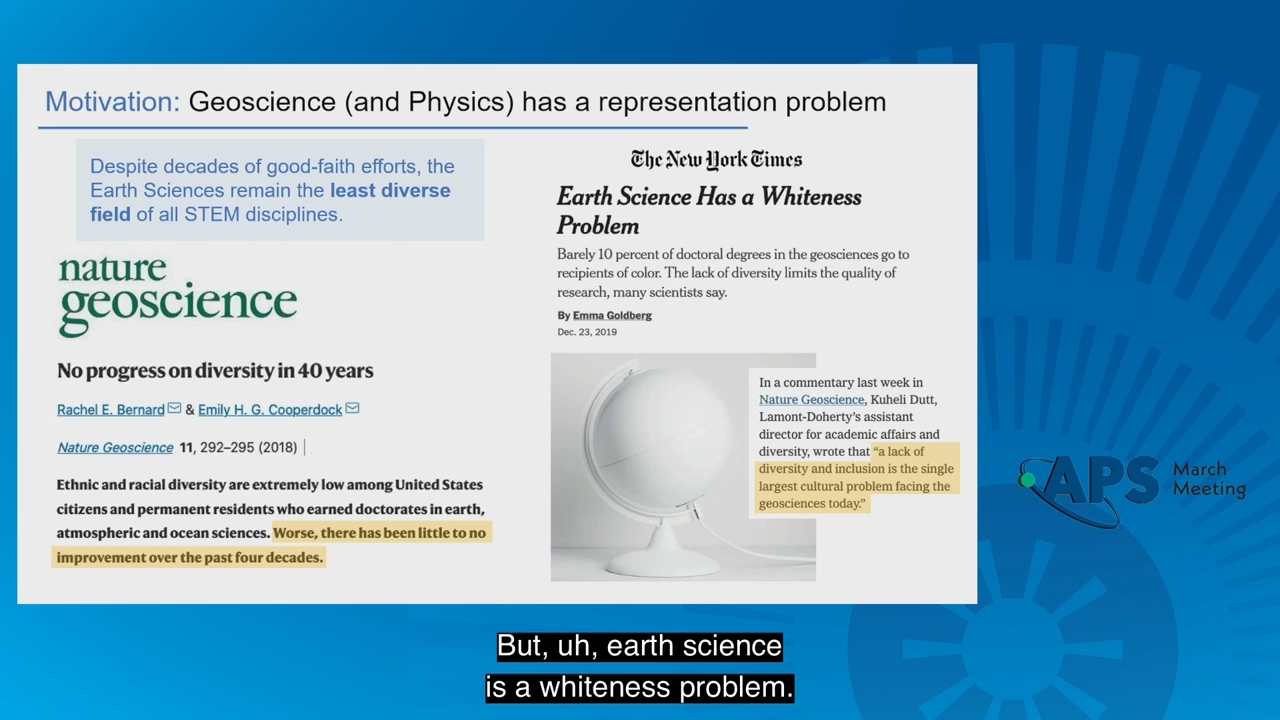 Motivation: Geoscience (and Physics) has a representation problem
Despite decades of good-faith efforts, the
Earth Sciences remain the least diverse
field of all STEM disciplines.
nature
geoscience
No progress on diversity in 40 years
Rachel E. Bernard & Emily H. G. Cooperdock
Nature Geoscience 11, 292–295 (2018)
Ethnic and racial diversity are extremely low among United States
citizens and permanent residents who earned doctorates in earth,
atmospheric and ocean sciences. Worse, there has been little to no
improvement over the past four decades.
The New York Times
Earth Science Has a Whiteness
Problem
Barely 10 percent of doctoral degrees in the geosciences go to
recipients of color. The lack of diversity limits the quality of
research, many scientists say.
By Emma Goldberg
Dec. 23, 2019
In a commentary last week in
Nature Geoscience, Kuheli Dutt,
Lamont-Doherty’s assistant
director for academic affairs and
diversity, wrote that “a lack of
diversity and inclusion is the single
largest cultural problem facing the
geosciences today.”
APS March
Meeting
But, uh, earth science
is a whiteness problem.